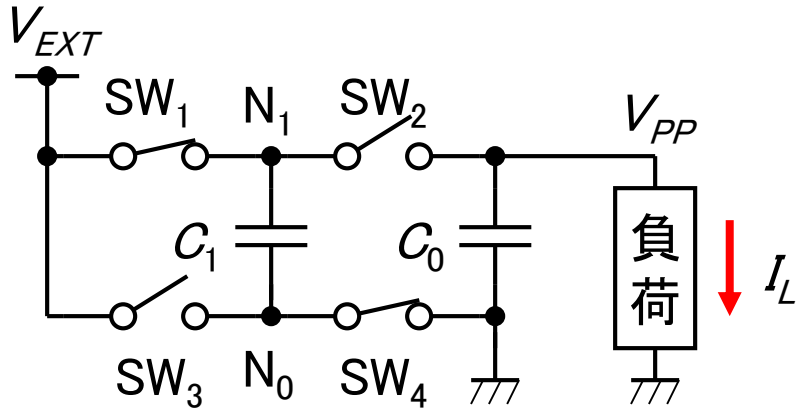 V_EXT
SW₁
N₁
SW₂
V_PP
C₁
C₀
負荷
I_L
SW₃
N₀
SW₄